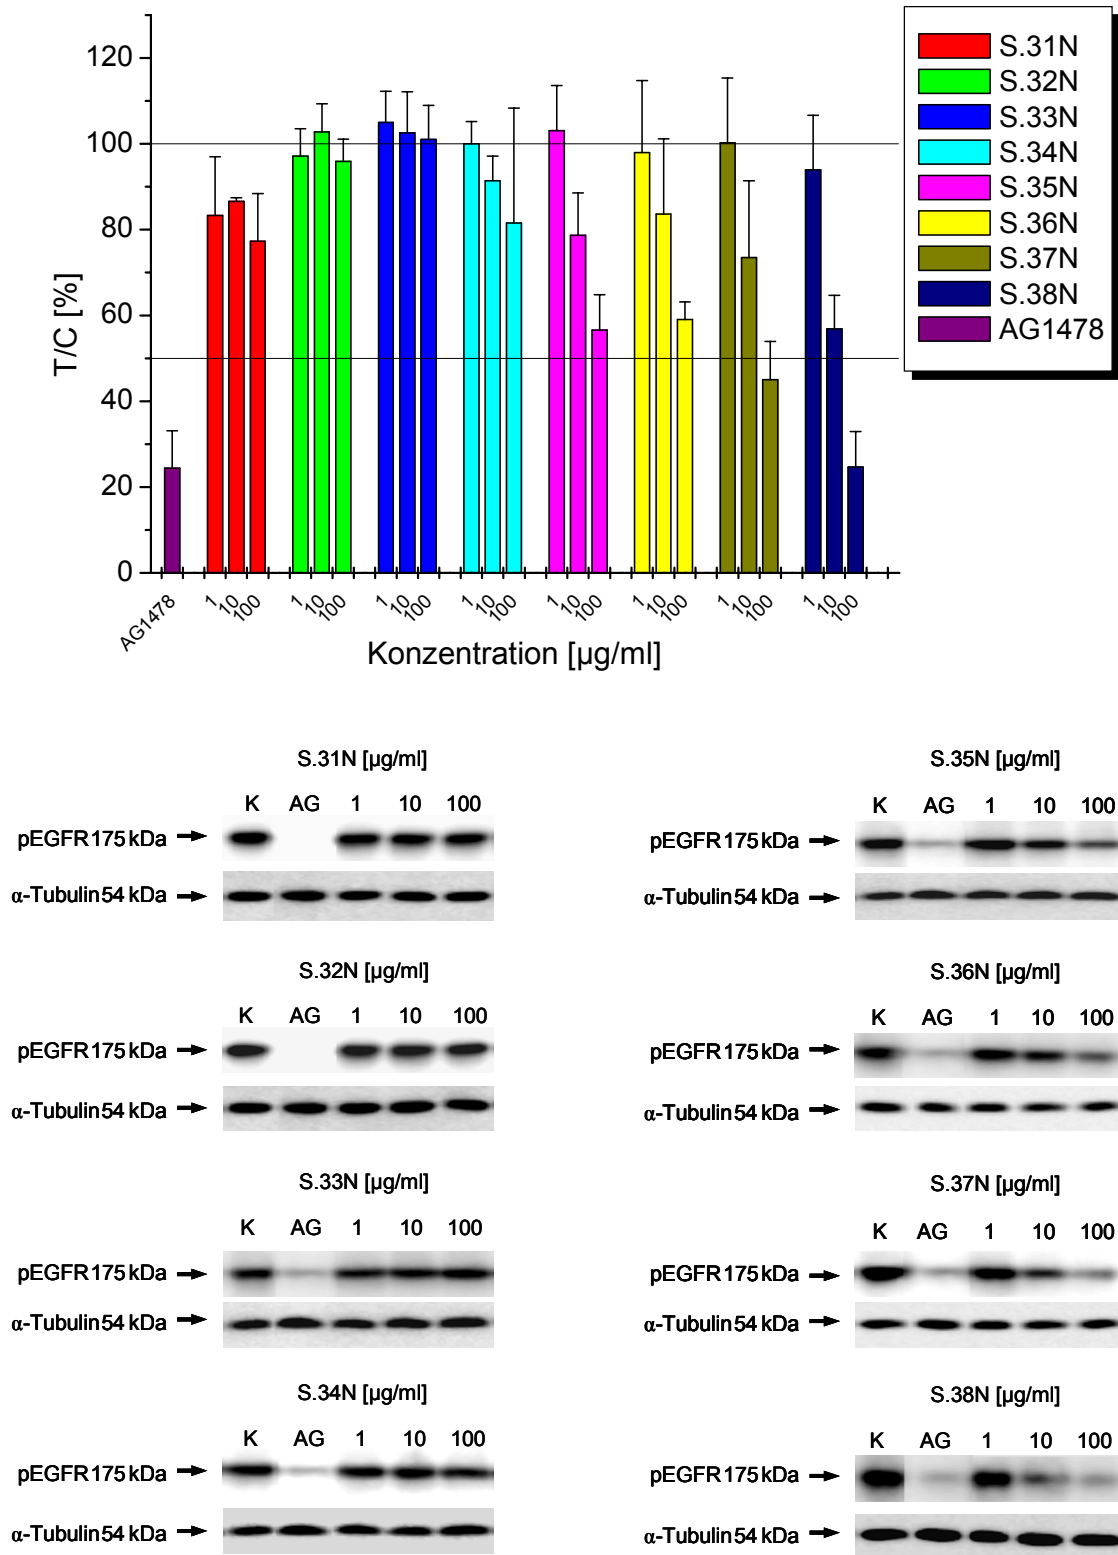 120
100
80
60
40
20
0
T/C [%]
AG1478
1 10 100 1 10 100 1 10 100 1 10 100 1 10 100 1 10 100 1 10 100 1 10 100
Konzentration [µg/ml]
S.31N
S.32N
S.33N
S.34N
S.35N
S.36N
S.37N
S.38N
AG1478
S.31N [µg/ml]
K AG 1 10 100
pEGFR 175 kDa
α-Tubulin 54 kDa
S.32N [µg/ml]
K AG 1 10 100
pEGFR 175 kDa
α-Tubulin 54 kDa
S.33N [µg/ml]
K AG 1 10 100
pEGFR 175 kDa
α-Tubulin 54 kDa
S.34N [µg/ml]
K AG 1 10 100
pEGFR 175 kDa
α-Tubulin 54 kDa
S.35N [µg/ml]
K AG 1 10 100
pEGFR 175 kDa
α-Tubulin 54 kDa
S.36N [µg/ml]
K AG 1 10 100
pEGFR 175 kDa
α-Tubulin 54 kDa
S.37N [µg/ml]
K AG 1 10 100
pEGFR 175 kDa
α-Tubulin 54 kDa
S.38N [µg/ml]
K AG 1 10 100
pEGFR 175 kDa
α-Tubulin 54 kDa